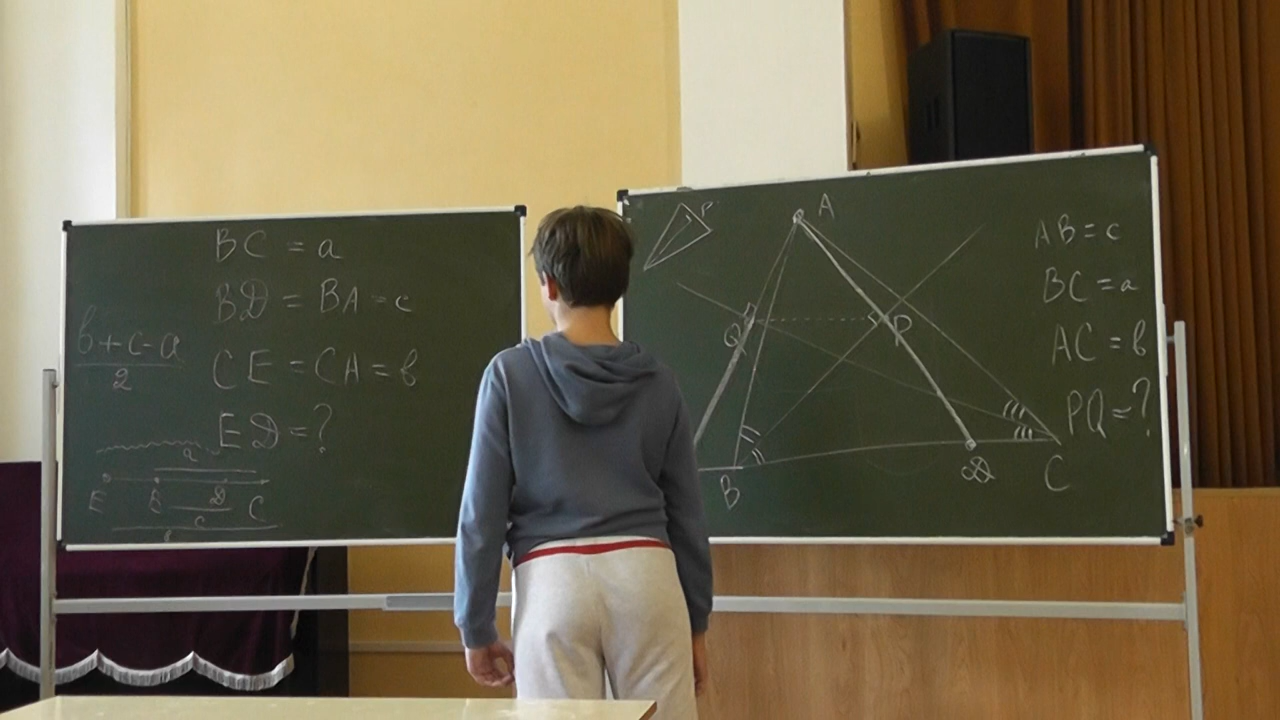 BC = a
BD = BA = c
b+c-a
2
CE = CA = b
ED = ?
a
E B D C
c
b
P
A
Q
P
B
D
C
AB = c
BC = a
AC = b
PQ = ?